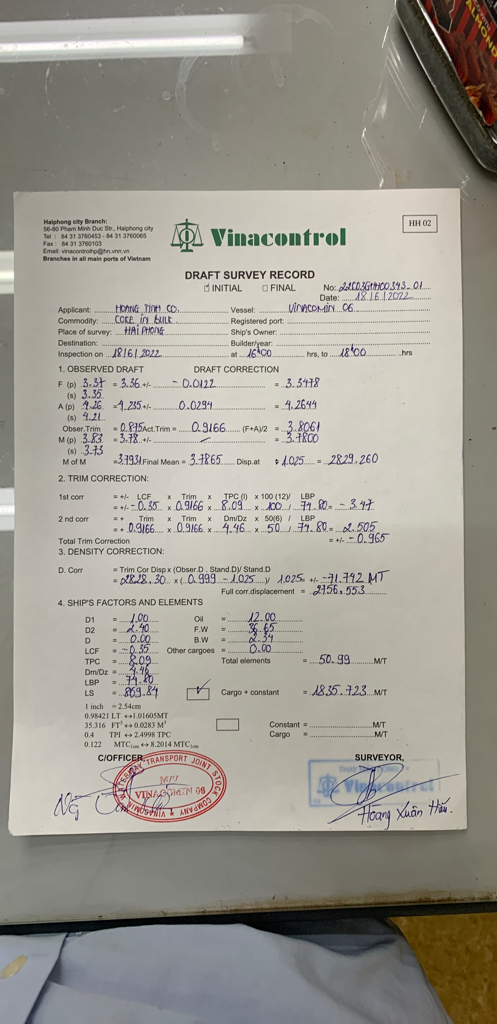 Haiphong city Branch:
56-80 Pham Minh Duc Str., Haiphong city
Tel : 84 31 3760453 - 84 31 3760065
Fax : 84 31 3760103
Email: vinacontrolhp@hn.vnn.vn
Branches in all main ports of Vietnam
Vinacontrol
HH 02
DRAFT SURVEY RECORD
☑ INITIAL ☐ FINAL
Date: 18/6/2022
Applicant: HOANG TINH CO. Vessel: VINACOMIN 06
Commodity: COKE IN BULK Registered port:
Place of survey: HAI PHONG Ship's Owner:
Destination: Builder/year:
Inspection on 18/6/2022 at 16h00 hrs, to 18h00 hrs
1. OBSERVED DRAFT DRAFT CORRECTION
F (p) 3.37 = 3.36 +/- - 0.0122 = 3.3478
(s) 3.35
A (p) 4.26 = 4.235 +/- 0.0294 = 4.2644
(s) 4.21
Obser.Trim = 0.875 Act.Trim = 0.9166 (F+A)/2 = 3.8061
M (p) 3.83 = 3.78 +/- = 3.7800
(s) 3.73
M of M = 3.7931 Final Mean = 3.7865 Disp.at 1.025 = 2829.260
2. TRIM CORRECTION:
1st corr = +/- LCF x Trim x TPC (I) x 100 (12)/ LBP
= +/- -0.35 x 0.9166 x 8.09 x 100 / 74.80 = - 3.47
2 nd corr = + Trim x Trim x Dm/Dz x 50(6) / LBP
= + 0.9166 x 0.9166 x 4.46 x 50 / 74.80 = 2.505
Total Trim Correction = +/- - 0.965
3. DENSITY CORRECTION:
D. Corr = Trim Cor Disp x (Obser.D . Stand.D)/ Stand.D
= 2828.30 x (0.999 - 1.025)/ 1.025 = +/- -71.742 MT
Full corr.displacement = 2756.553
4. SHIP'S FACTORS AND ELEMENTS
D1 = 1.00 Oil = 12.00
D2 = 2.40 F.W = 36.65
D = 0.00 B.W = 2.34
LCF = -0.35 Other cargoes = 0.00
TPC = 8.09 Total elements = 50.99 M/T
Dm/Dz = 4.46
LBP = 74.80
LS = 869.84 ☑ Cargo + constant = 1835.723 M/T
1 inch = 2.54cm
0.98421 LT ↔ 1.01605MT
35.316 FT³ ↔ 0.0283 M³ ☐ Constant = M/T
0.4 TPI ↔ 2.4998 TPC Cargo = M/T
0.122 MTC1cm ↔ 8.2014 MTC1cm
C/OFFICER, SURVEYOR,
VINACOMIN WATERWAY TRANSPORT JOINT STOCK COMPANY
VINACOMIN 06
Vinacontrol
Hoang Xuân